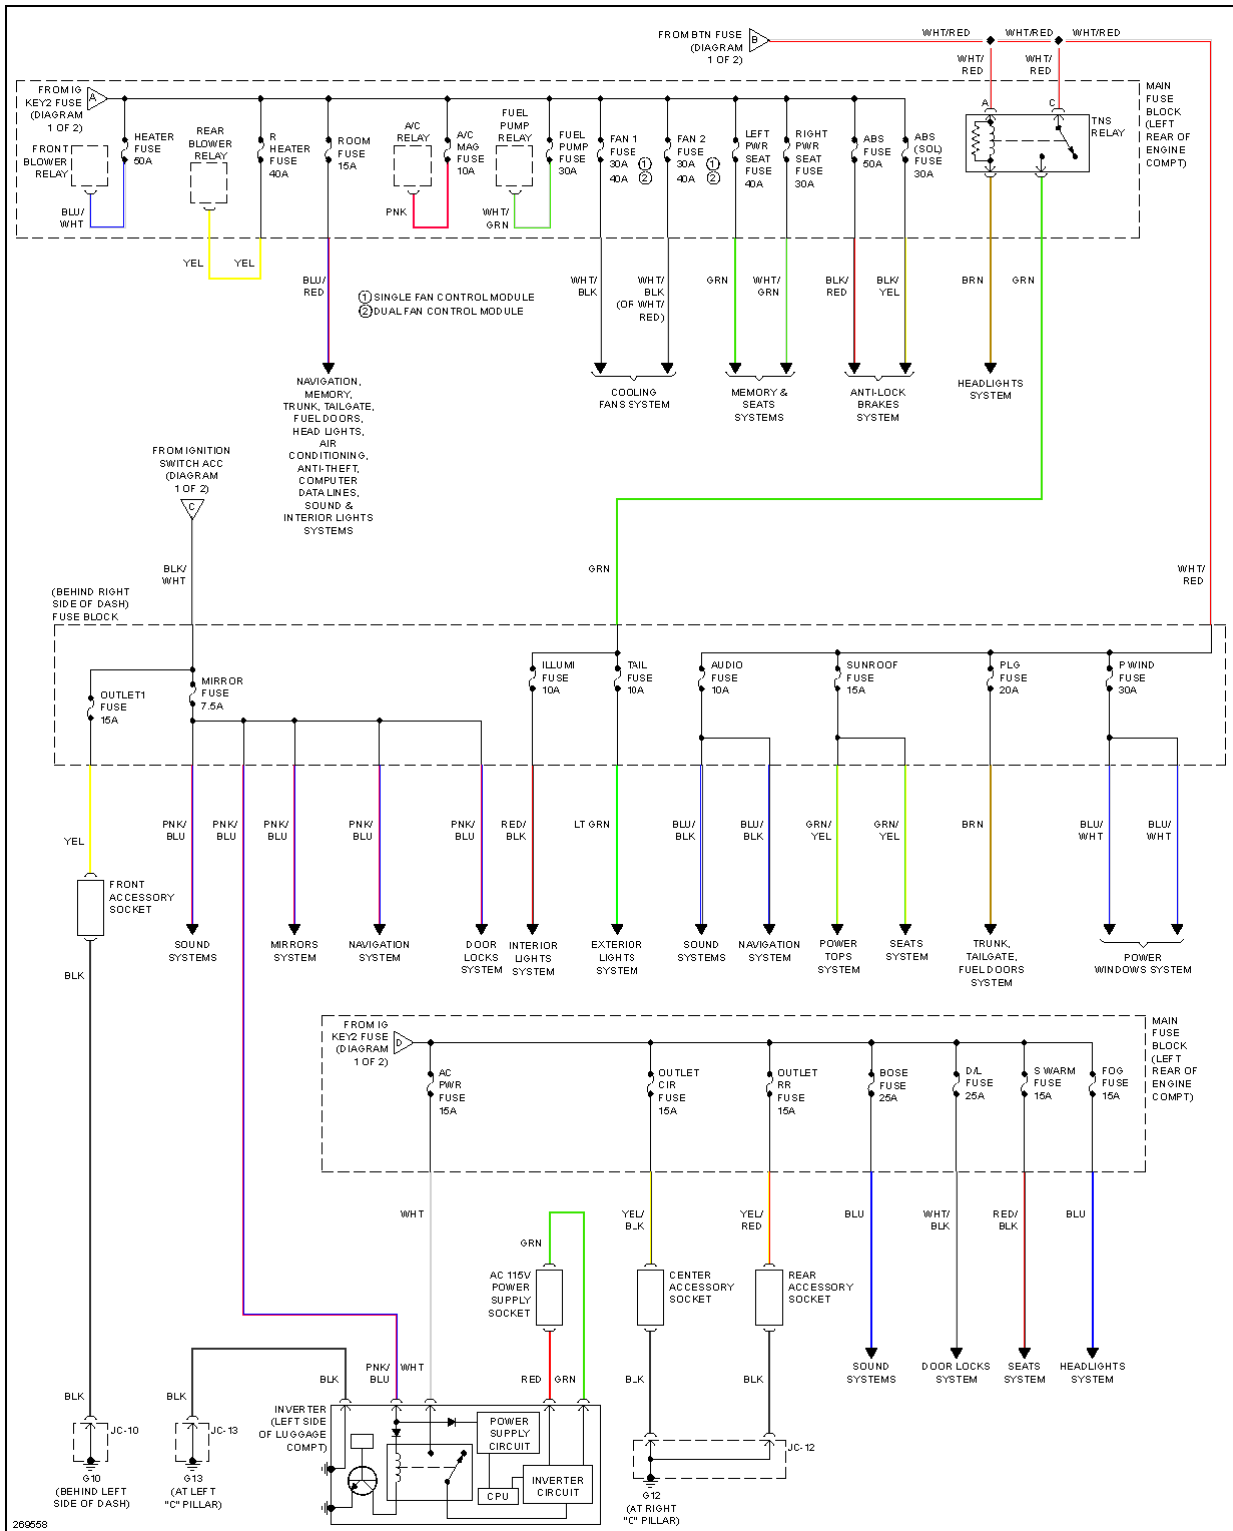 FROM BTN FUSE
(DIAGRAM
1 OF 2)
B
WHT/RED
WHT/RED
WHT/RED
WHT/
RED
WHT/
RED
MAIN
FUSE
BLOCK
(LEFT
REAR OF
ENGINE
COMPT)
FROM IG
KEY2 FUSE
(DIAGRAM
1 OF 2)
A
FRONT
BLOWER
RELAY
HEATER
FUSE
50A
REAR
BLOWER
RELAY
R
HEATER
FUSE
40A
ROOM
FUSE
15A
A/C
RELAY
A/C
MAG
FUSE
10A
FUEL
PUMP
RELAY
FUEL
PUMP
FUSE
30A
FAN 1
FUSE
30A 1
40A 2
FAN 2
FUSE
30A 1
40A 2
LEFT
PWR
SEAT
FUSE
40A
RIGHT
PWR
SEAT
FUSE
30A
ABS
FUSE
50A
ABS
(SOL)
FUSE
30A
A
C
TNS
RELAY
BLU/
WHT
PNK
WHT/
GRN
YEL
YEL
BLU/
RED
WHT/
BLK
WHT/
BLK
(OR WHT/
RED)
GRN
WHT/
GRN
BLK/
RED
BLK/
YEL
BRN
GRN
1 SINGLE FAN CONTROL MODULE
2 DUAL FAN CONTROL MODULE
NAVIGATION,
MEMORY,
TRUNK, TAILGATE,
FUEL DOORS,
HEAD LIGHTS,
AIR
CONDITIONING,
ANTI-THEFT,
COMPUTER
DATA LINES,
SOUND &
INTERIOR LIGHTS
SYSTEMS
COOLING
FANS SYSTEM
MEMORY &
SEATS
SYSTEMS
ANTI-LOCK
BRAKES
SYSTEM
HEADLIGHTS
SYSTEM
FROM IGNITION
SWITCH ACC
(DIAGRAM
1 OF 2)
C
BLK/
WHT
GRN
WHT/
RED
(BEHIND RIGHT
SIDE OF DASH)
FUSE BLOCK
OUTLET1
FUSE
15A
MIRROR
FUSE
7.5A
ILLUMI
FUSE
10A
TAIL
FUSE
10A
AUDIO
FUSE
10A
SUNROOF
FUSE
15A
PLG
FUSE
20A
P WIND
FUSE
30A
YEL
PNK/
BLU
PNK/
BLU
PNK/
BLU
PNK/
BLU
PNK/
BLU
RED/
BLK
LT GRN
BLU/
BLK
BLU/
BLK
GRN/
YEL
GRN/
YEL
BRN
BLU/
WHT
BLU/
WHT
FRONT
ACCESSORY
SOCKET
SOUND
SYSTEMS
MIRRORS
SYSTEM
NAVIGATION
SYSTEM
DOOR
LOCKS
SYSTEM
INTERIOR
LIGHTS
SYSTEM
EXTERIOR
LIGHTS
SYSTEM
SOUND
SYSTEMS
NAVIGATION
SYSTEM
POWER
TOPS
SYSTEM
SEATS
SYSTEM
TRUNK,
TAILGATE,
FUEL DOORS
SYSTEM
POWER
WINDOWS SYSTEM
BLK
FROM IG
KEY2 FUSE
(DIAGRAM
1 OF 2)
D
MAIN
FUSE
BLOCK
(LEFT
REAR OF
ENGINE
COMPT)
AC
PWR
FUSE
15A
OUTLET
CIR
FUSE
15A
OUTLET
RR
FUSE
15A
BOSE
FUSE
25A
D/L
FUSE
25A
S WARM
FUSE
15A
FOG
FUSE
15A
WHT
GRN
YEL/
BLK
YEL/
RED
BLU
WHT/
BLK
RED/
BLK
BLU
AC 115V
POWER
SUPPLY
SOCKET
CENTER
ACCESSORY
SOCKET
REAR
ACCESSORY
SOCKET
SOUND
SYSTEMS
DOOR LOCKS
SYSTEM
SEATS
SYSTEM
HEADLIGHTS
SYSTEM
BLK
BLK
BLK
PNK/
BLU
WHT
RED
GRN
BLK
BLK
INVERTER
(LEFT SIDE
OF LUGGAGE
COMPT)
POWER
SUPPLY
CIRCUIT
CPU
INVERTER
CIRCUIT
JC-10
G10
(BEHIND LEFT
SIDE OF DASH)
JC-13
G13
(AT LEFT
"C" PILLAR)
JC-12
G12
(AT RIGHT
"C" PILLAR)
269558